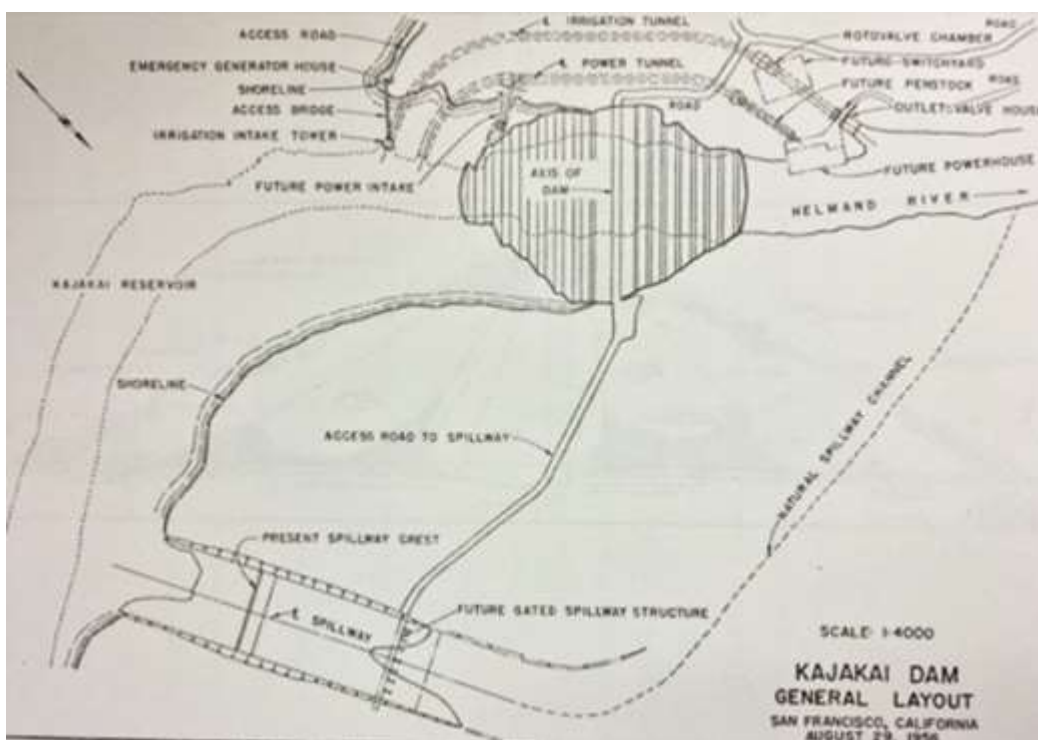 ACCESS ROAD
EMERGENCY GENERATOR HOUSE
SHORELINE
ACCESS BRIDGE
IRRIGATION INTAKE TOWER
℄ IRRIGATION TUNNEL
℄ POWER TUNNEL
ROAD
ROTOVALVE CHAMBER
FUTURE SWITCHYARD
FUTURE PENSTOCK
ROAD
OUTLET VALVE HOUSE
ROAD
FUTURE POWERHOUSE
FUTURE POWER INTAKE
AXIS OF
DAM
HELMAND RIVER
KAJAKAI RESERVOIR
SHORELINE
ACCESS ROAD TO SPILLWAY
NATURAL SPILLWAY CHANNEL
PRESENT SPILLWAY CREST
℄ SPILLWAY
FUTURE GATED SPILLWAY STRUCTURE
SCALE 1:4000
KAJAKAI DAM
GENERAL LAYOUT
SAN FRANCISCO, CALIFORNIA
AUGUST 29, 1956